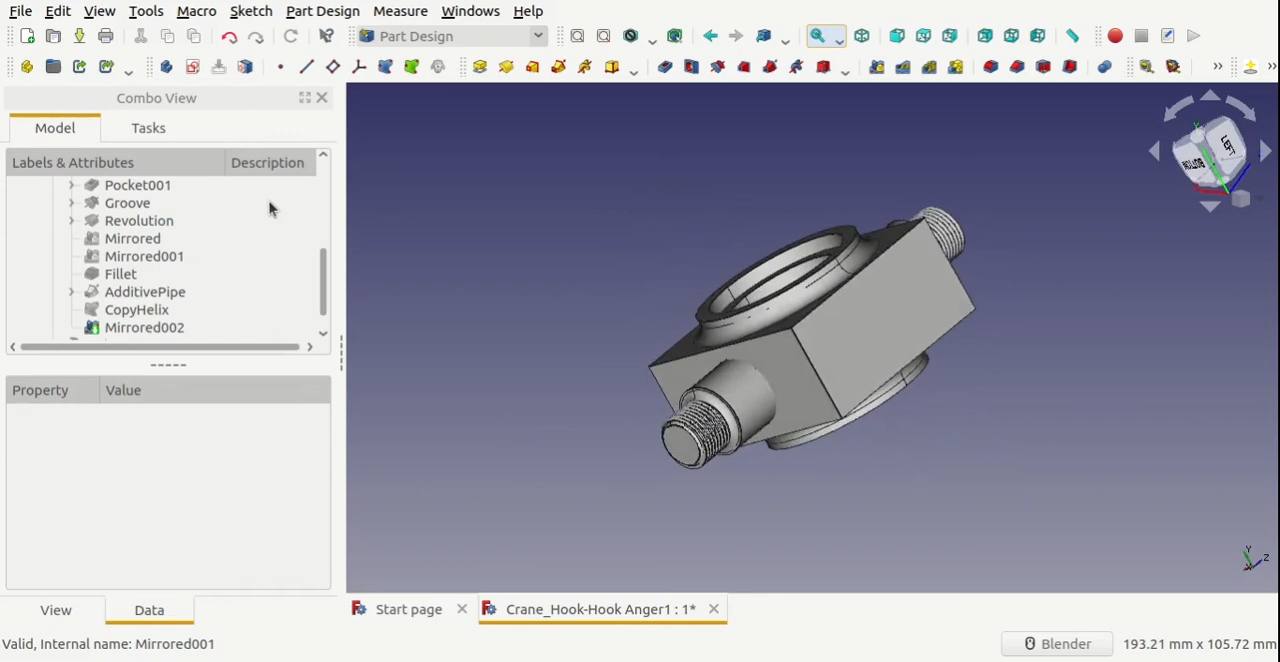 File Edit View Tools Macro Sketch Part Design Measure Windows Help
Part Design
Combo View
Model Tasks
Labels & Attributes Description
Pocket001
Groove
Revolution
Mirrored
Mirrored001
Fillet
AdditivePipe
CopyHelix
Mirrored002
Property Value
View Data
BOTTOM
LEFT
Y
Y
Z
Start page Crane_Hook-Hook Anger1 : 1*
Valid, Internal name: Mirrored001
Blender 193.21 mm x 105.72 mm